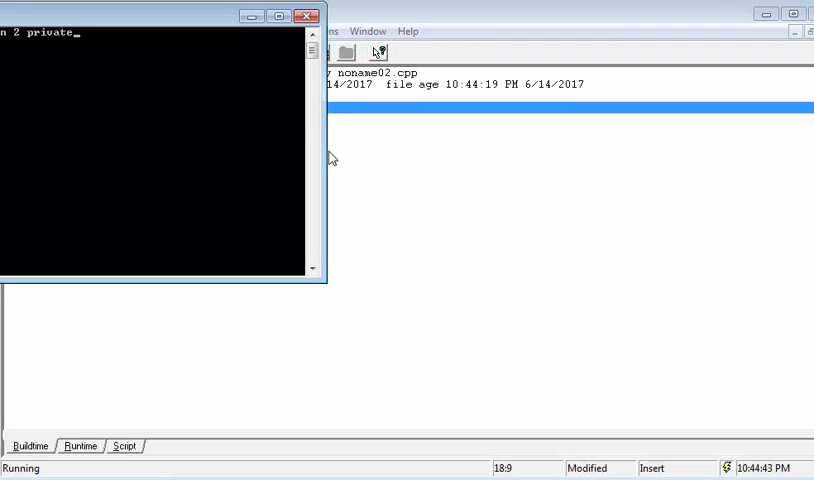 n 2 private_
ns Window Help
y noname02.cpp
14/2017 file age 10:44:19 PM 6/14/2017
Buildtime Runtime Script
Running 18:9 Modified Insert 10:44:43 PM